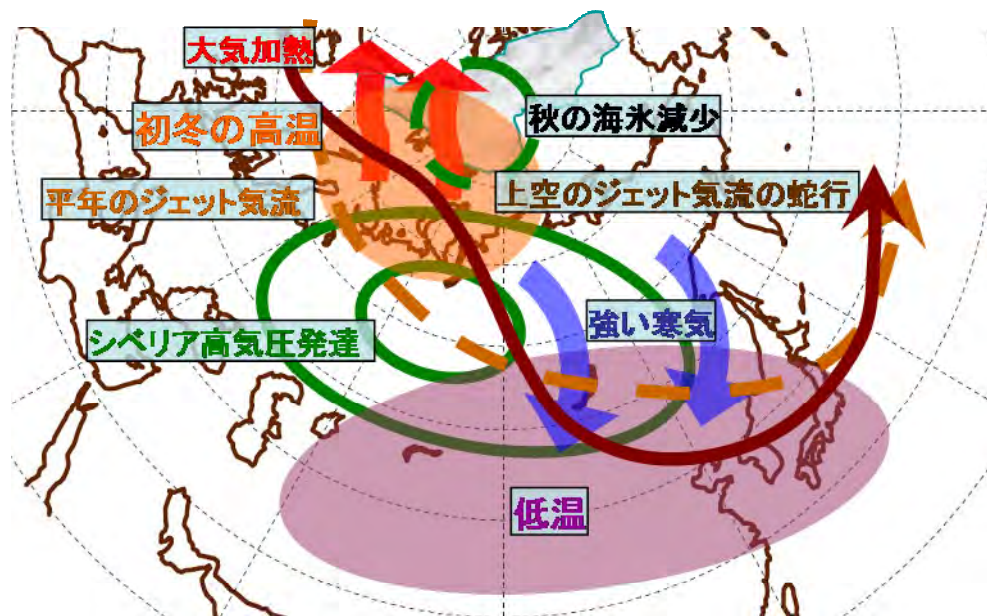 大気加熱
初冬の高温
秋の海氷減少
平年のジェット気流
上空のジェット気流の蛇行
シベリア高気圧発達
強い寒気
低温